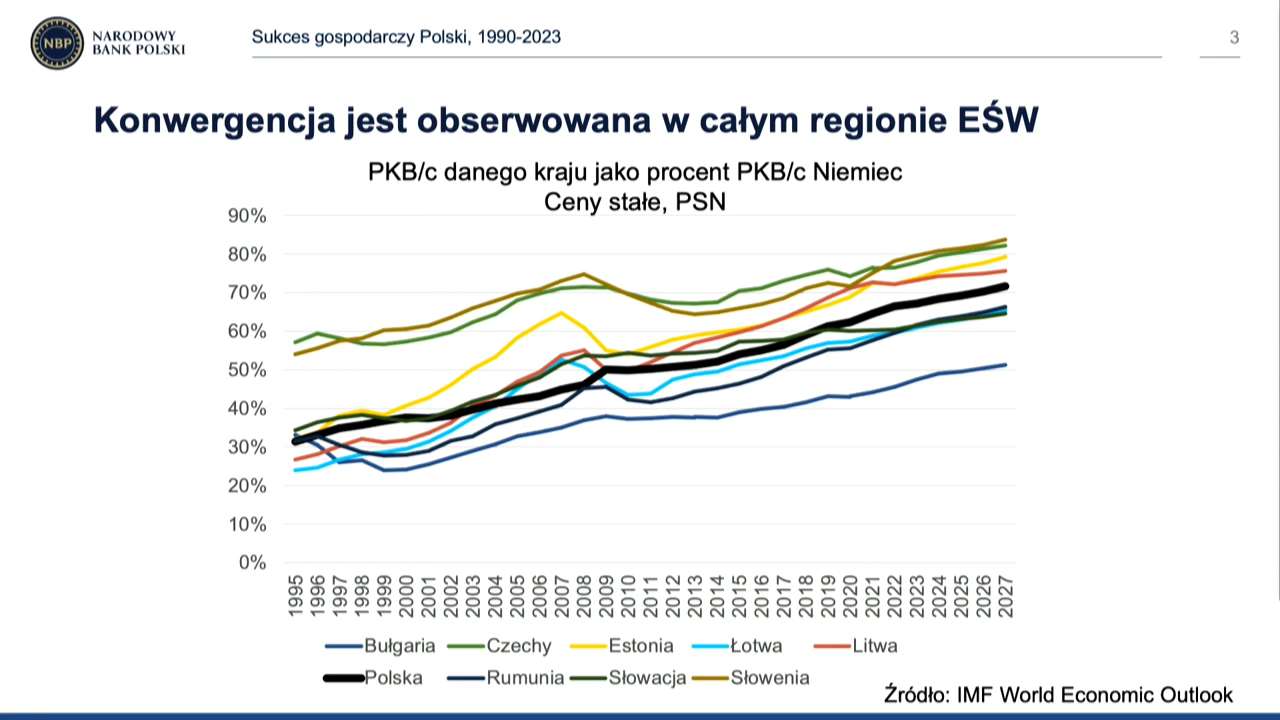 NBP
NARODOWY
BANK POLSKI
Sukces gospodarczy Polski, 1990-2023
3
Konwergencja jest obserwowana w całym regionie EŚW
PKB/c danego kraju jako procent PKB/c Niemiec
Ceny stałe, PSN
90%
80%
70%
60%
50%
40%
30%
20%
10%
0%
1995 1996 1997 1998 1999 2000 2001 2002 2003 2004 2005 2006 2007 2008 2009 2010 2011 2012 2013 2014 2015 2016 2017 2018 2019 2020 2021 2022 2023 2024 2025 2026 2027
Bułgaria Czechy Estonia Łotwa Litwa
Polska Rumunia Słowacja Słowenia
Źródło: IMF World Economic Outlook